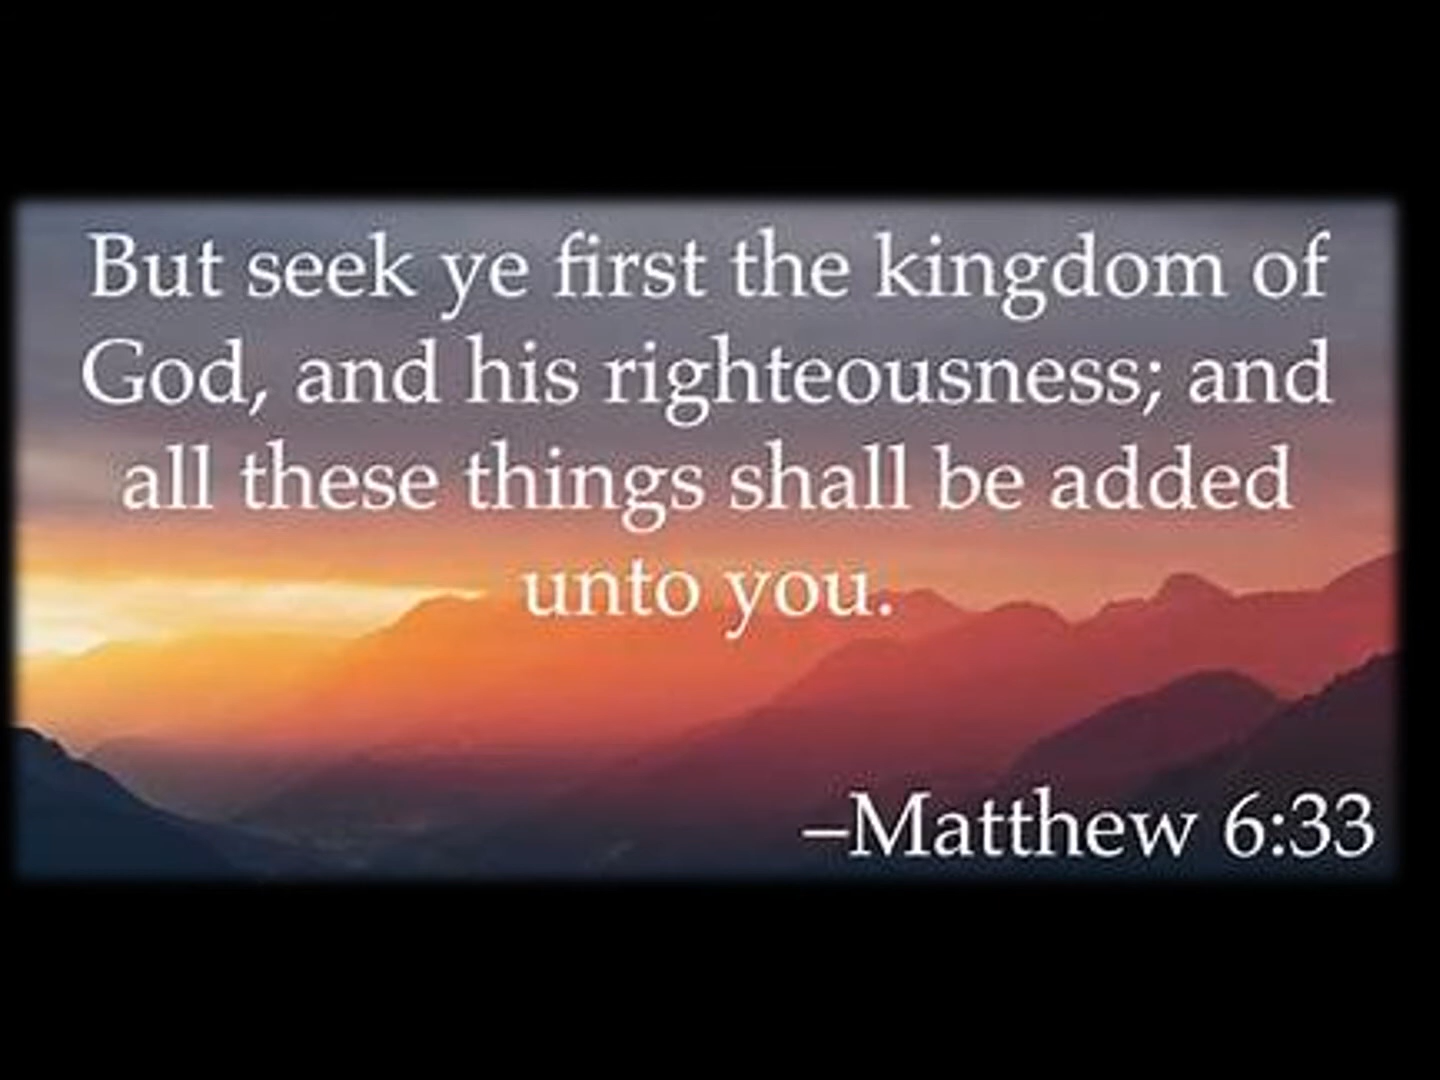 But seek ye first the kingdom of
God, and his righteousness; and
all these things shall be added
unto you.
–Matthew 6:33